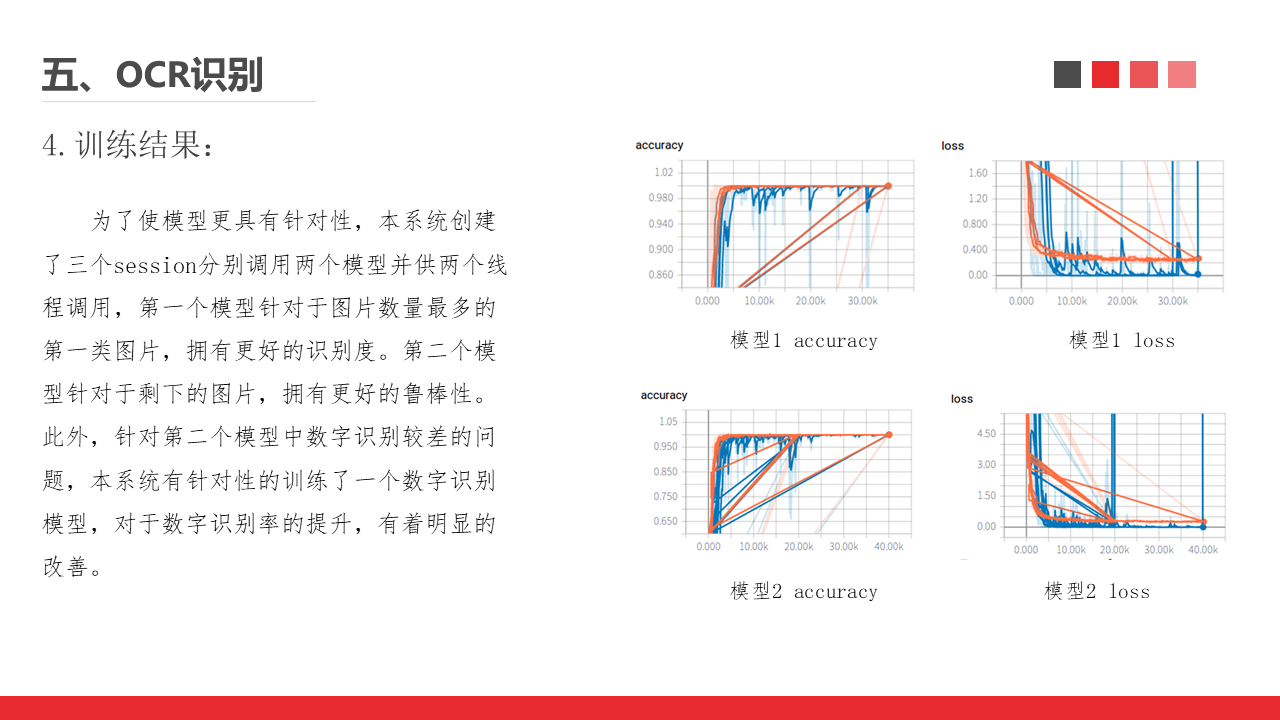 五、OCR识别
4.训练结果：
为了使模型更具有针对性，本系统创建
了三个session分别调用两个模型并供两个线
程调用，第一个模型针对于图片数量最多的
第一类图片，拥有更好的识别度。第二个模
型针对于剩下的图片，拥有更好的鲁棒性。
此外，针对第二个模型中数字识别较差的问
题，本系统有针对性的训练了一个数字识别
模型，对于数字识别率的提升，有着明显的
改善。
accuracy
1.02
0.980
0.940
0.900
0.860
0.000 10.00k 20.00k 30.00k
模型1 accuracy
loss
1.60
1.20
0.800
0.400
0.00
0.000 10.00k 20.00k 30.00k
模型1 loss
accuracy
1.05
0.950
0.850
0.750
0.650
0.000 10.00k 20.00k 30.00k 40.00k
模型2 accuracy
loss
4.50
3.00
1.50
0.00
0.000 10.00k 20.00k 30.00k 40.00k
模型2 loss